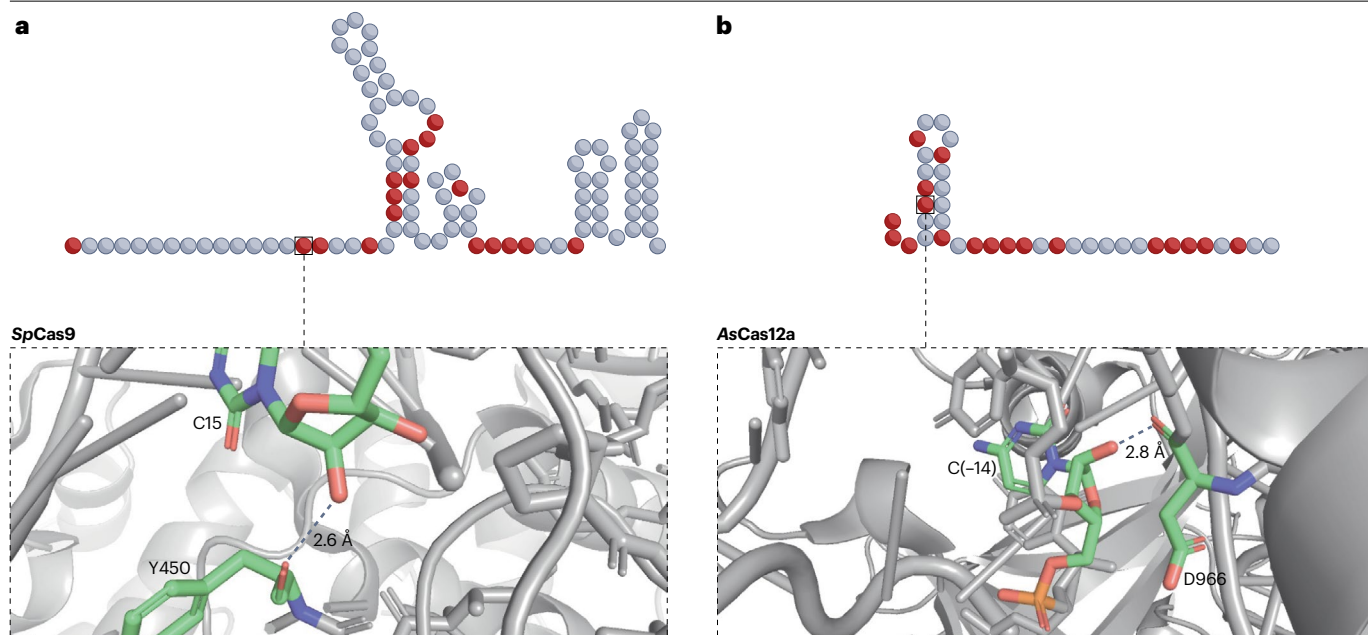 a
b
SpCas9
AsCas12a
C15
2.6 Å
Y450
C(–14)
2.8 Å
D966